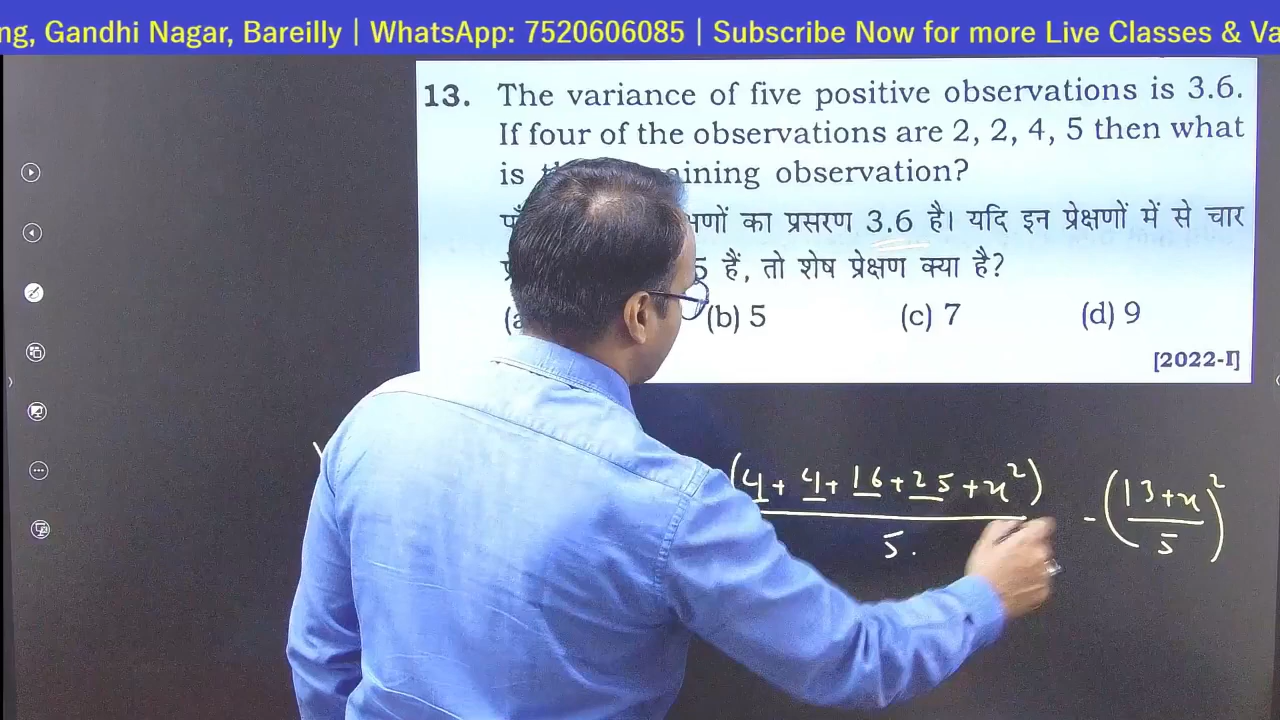 ng, Gandhi Nagar, Bareilly | WhatsApp: 7520606085 | Subscribe Now for more Live Classes & Va
13. The variance of five positive observations is 3.6.
If four of the observations are 2, 2, 4, 5 then what
is observation?
का प्रसरण 3.6 है। यदि इन प्रेक्षणों में से चार
5 हैं, तो शेष प्रेक्षण क्या है?
(b) 5 (c) 7 (d) 9
[2022-I]
(4 + 4 + 16 + 25 + x²) - (13 + x / 5)²
5.